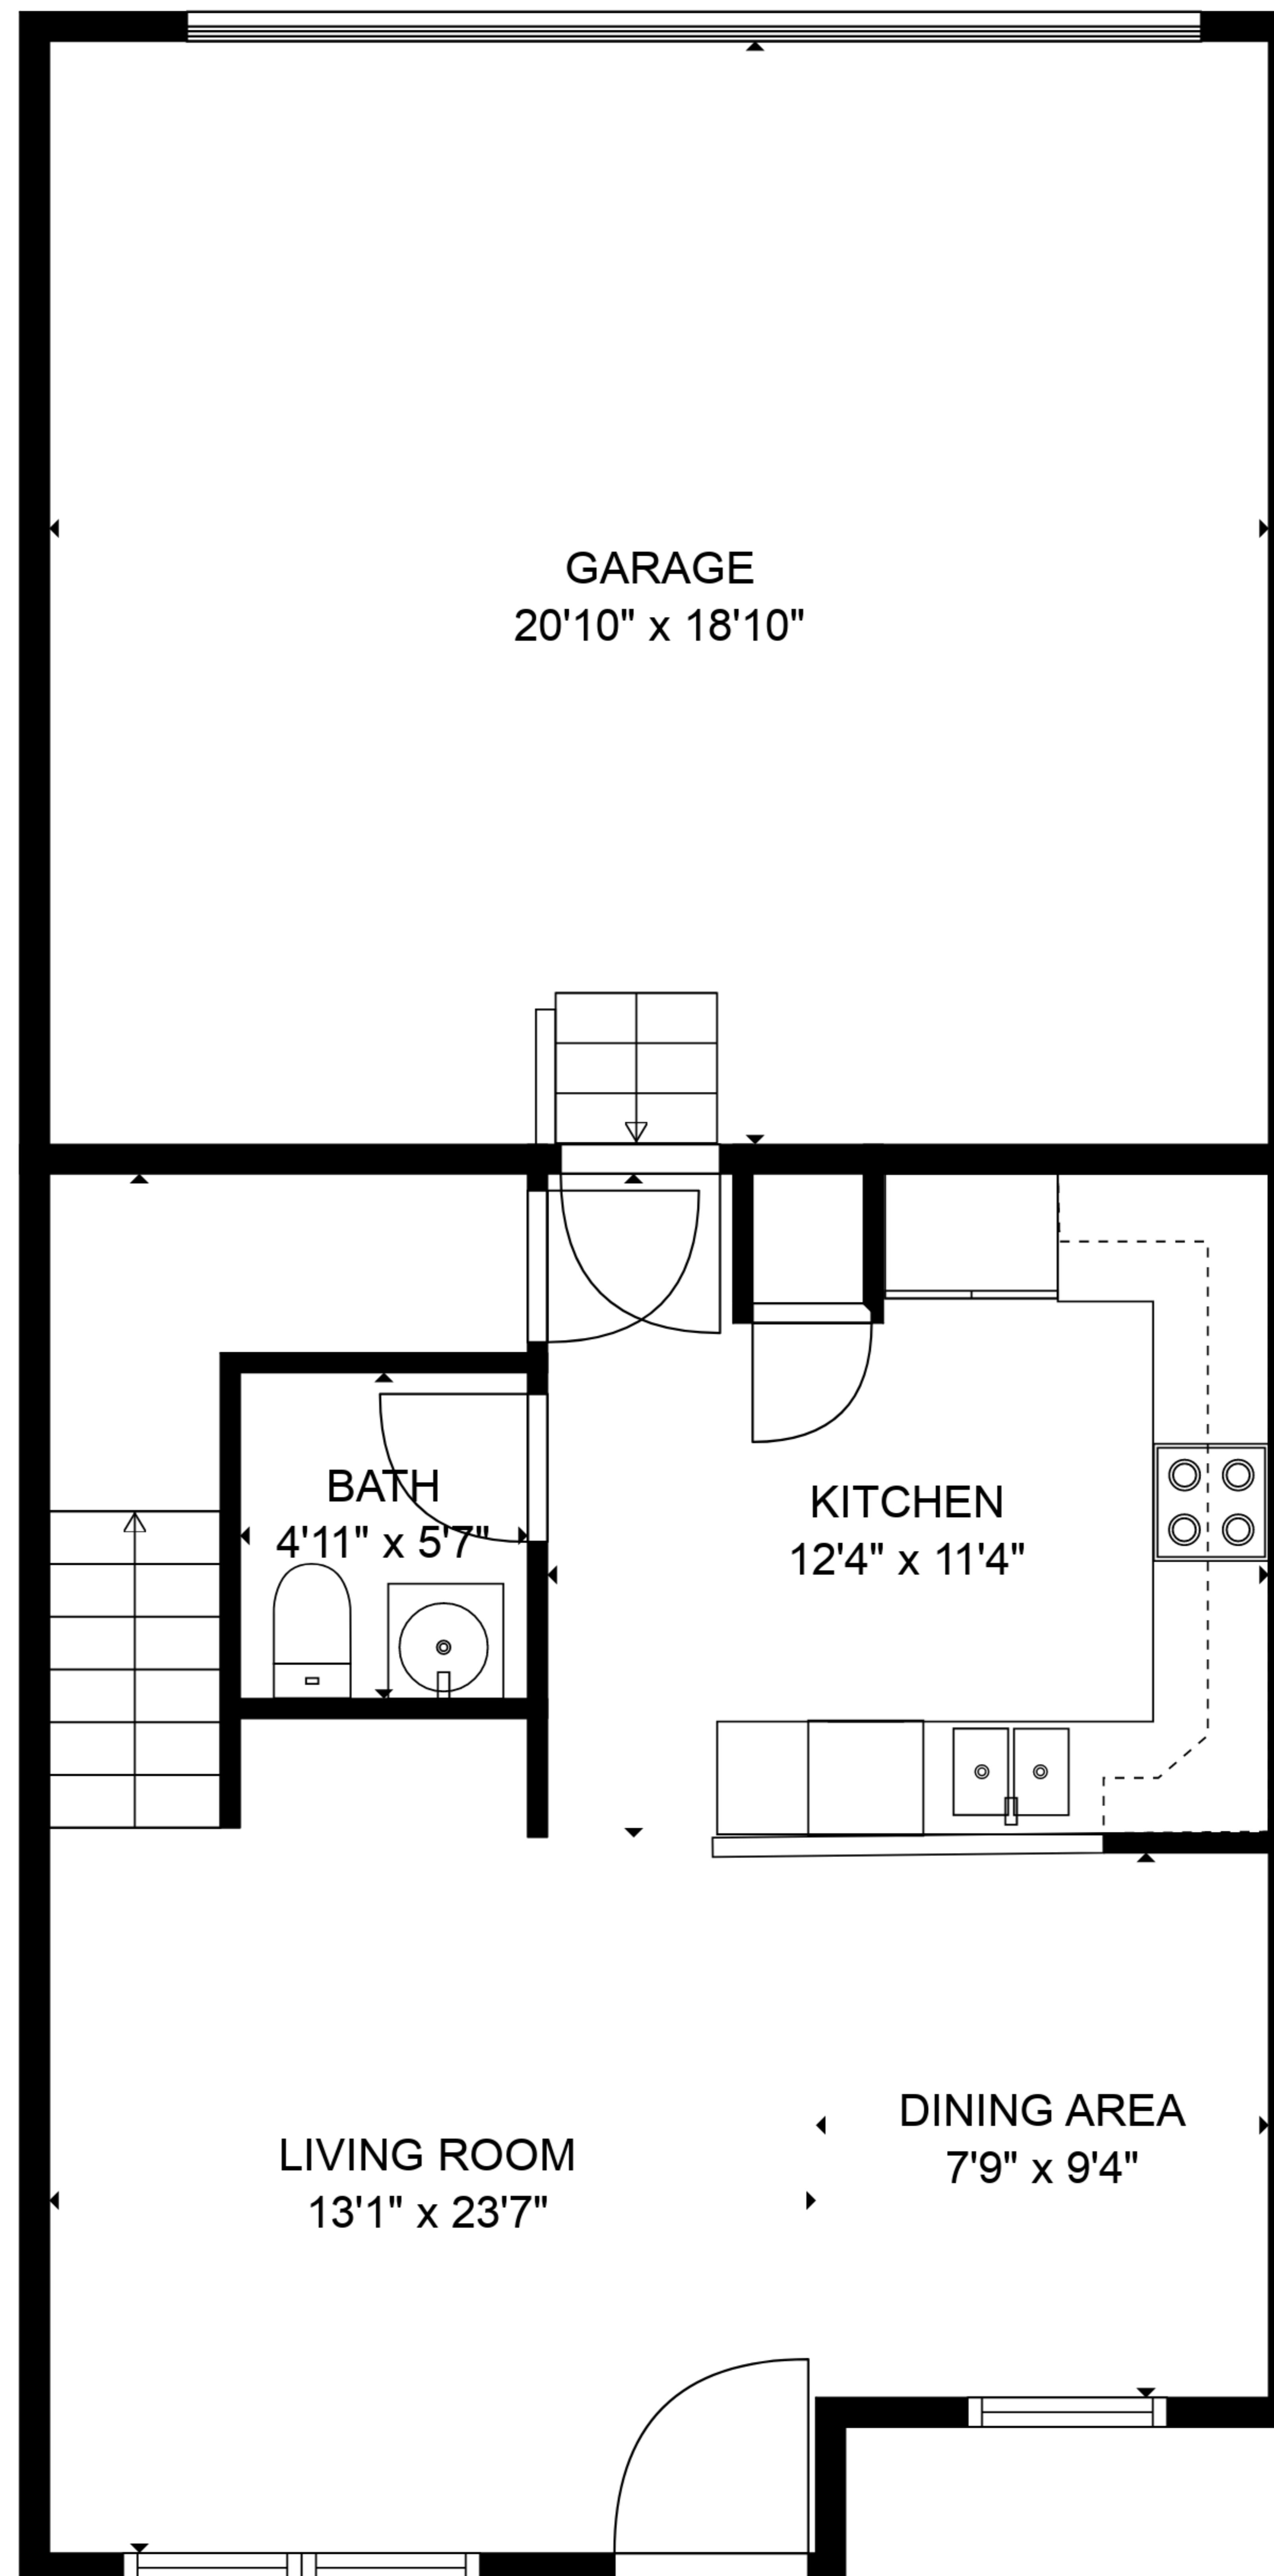 GARAGE
20'10" x 18'10"
BATH
4'11" x 5'7"
KITCHEN
12'4" x 11'4"
DINING AREA
7'9" x 9'4"
LIVING ROOM
13'1" x 23'7"